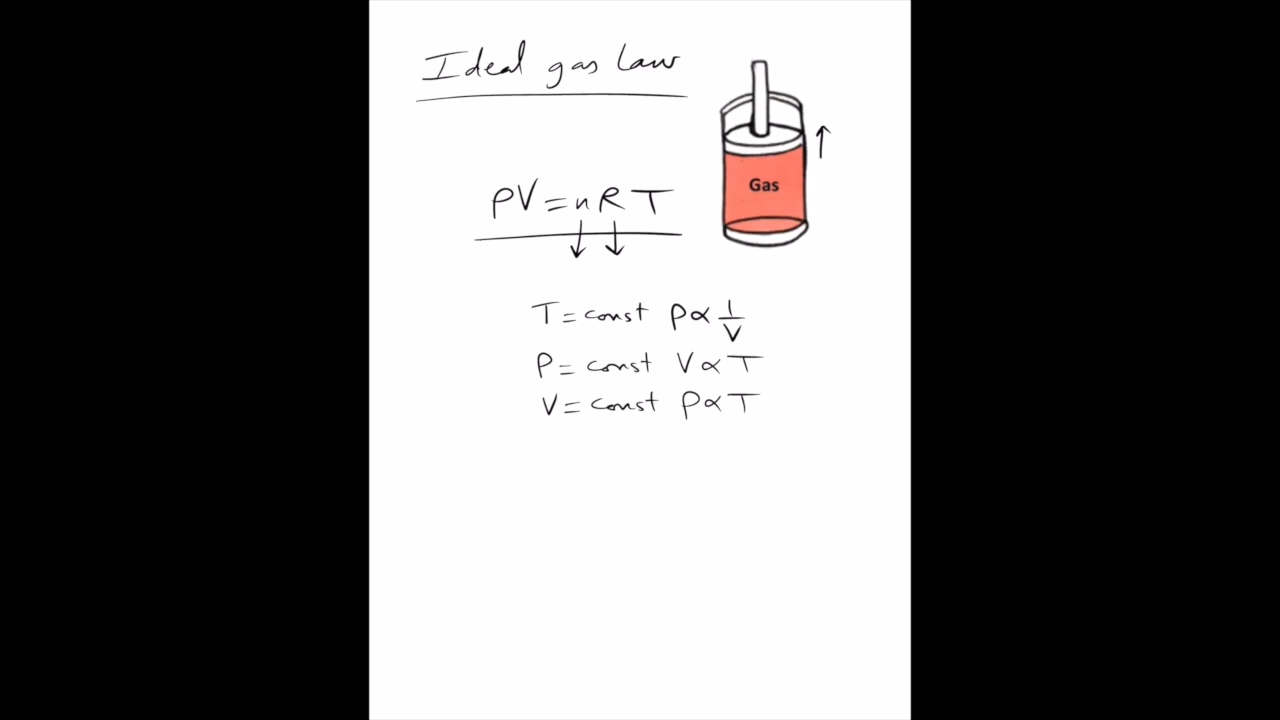 Ideal gas law
Gas
PV = nRT
T = const P ∝ 1/V
P = const V ∝ T
V = const P ∝ T